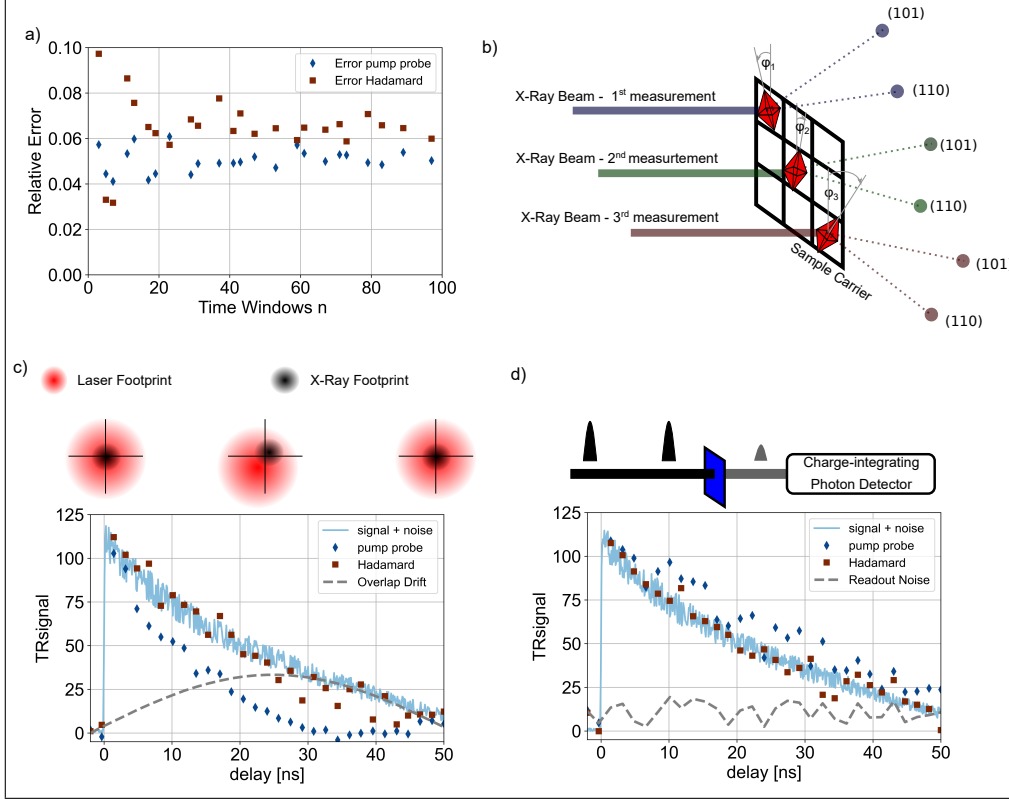 a)
0.10
0.08
0.06
0.04
0.02
0.00
Relative Error
0 20 40 60 80 100
Time Windows n
Error pump probe
Error Hadamard
b)
X-Ray Beam - 1st measurement
X-Ray Beam - 2nd measurtement
X-Ray Beam - 3rd measurement
φ1
φ2
φ3
(101)
(110)
(101)
(110)
(101)
(110)
Sample Carrier
c)
Laser Footprint
X-Ray Footprint
125
100
75
50
25
0
TRsignal
0 10 20 30 40 50
delay [ns]
signal + noise
pump probe
Hadamard
Overlap Drift
d)
Charge-integrating
Photon Detector
125
100
75
50
25
0
TRsignal
0 10 20 30 40 50
delay [ns]
signal + noise
pump probe
Hadamard
Readout Noise